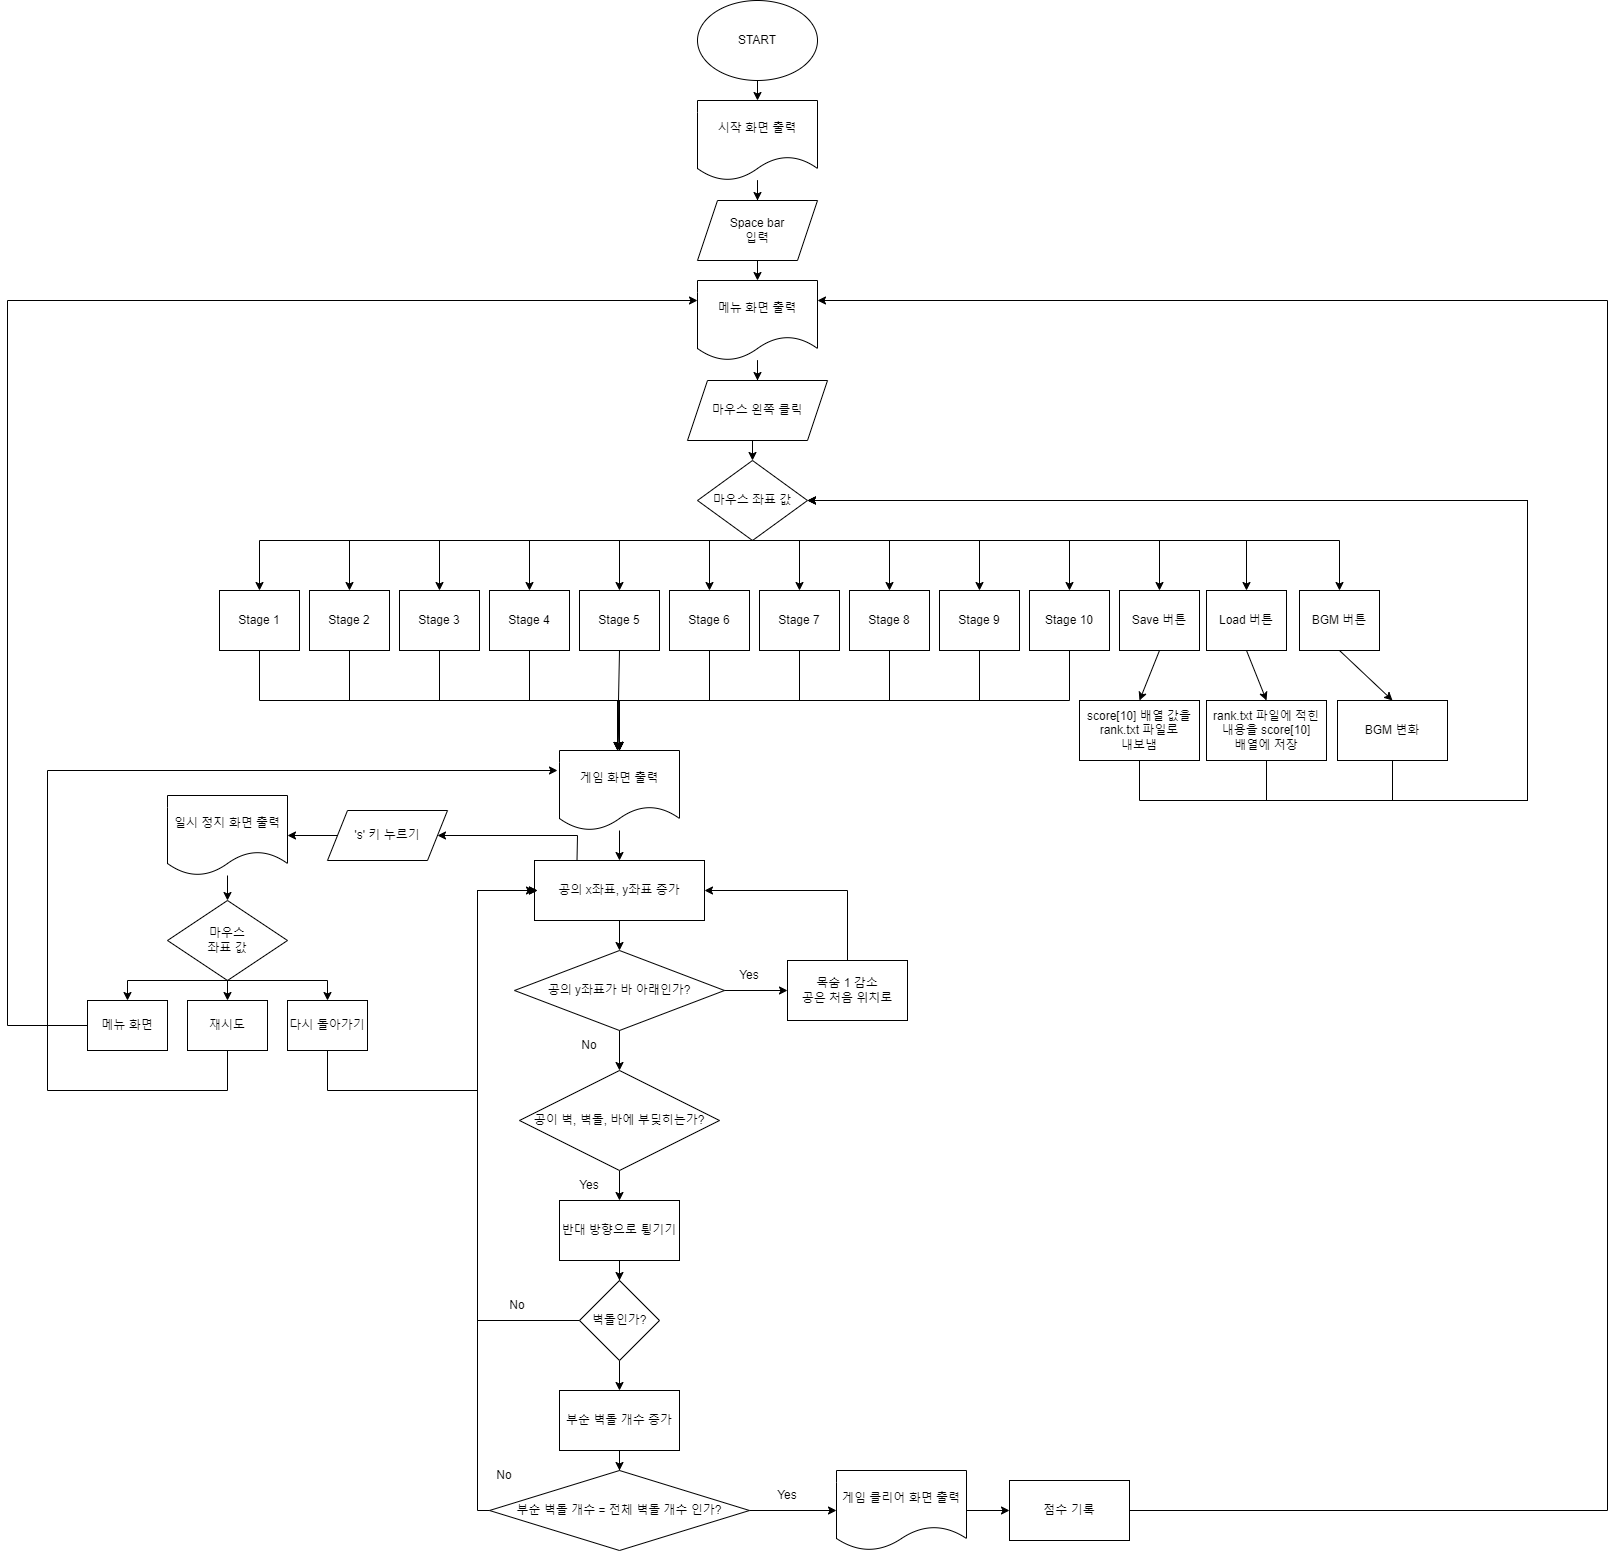 START
시작 화면 출력
Space bar
입력
메뉴 화면 출력
마우스 왼쪽 클릭
마우스 좌표 값
Stage 1
Stage 2
Stage 3
Stage 4
Stage 5
Stage 6
Stage 7
Stage 8
Stage 9
Stage 10
Save 버튼
Load 버튼
BGM 버튼
score[10] 배열 값을
rank.txt 파일로
내보냄
rank.txt 파일에 적힌
내용을 score[10]
배열에 저장
BGM 변화
게임 화면 출력
일시 정지 화면 출력
's' 키 누르기
공의 x좌표, y좌표 증가
마우스
좌표 값
공의 y좌표가 바 아래인가?
Yes
목숨 1 감소
공은 처음 위치로
메뉴 화면
재시도
다시 돌아가기
No
공이 벽, 벽돌, 바에 부딪히는가?
Yes
반대 방향으로 튕기기
No
벽돌인가?
부순 벽돌 개수 증가
No
부순 벽돌 개수 = 전체 벽돌 개수 인가?
Yes
게임 클리어 화면 출력
점수 기록